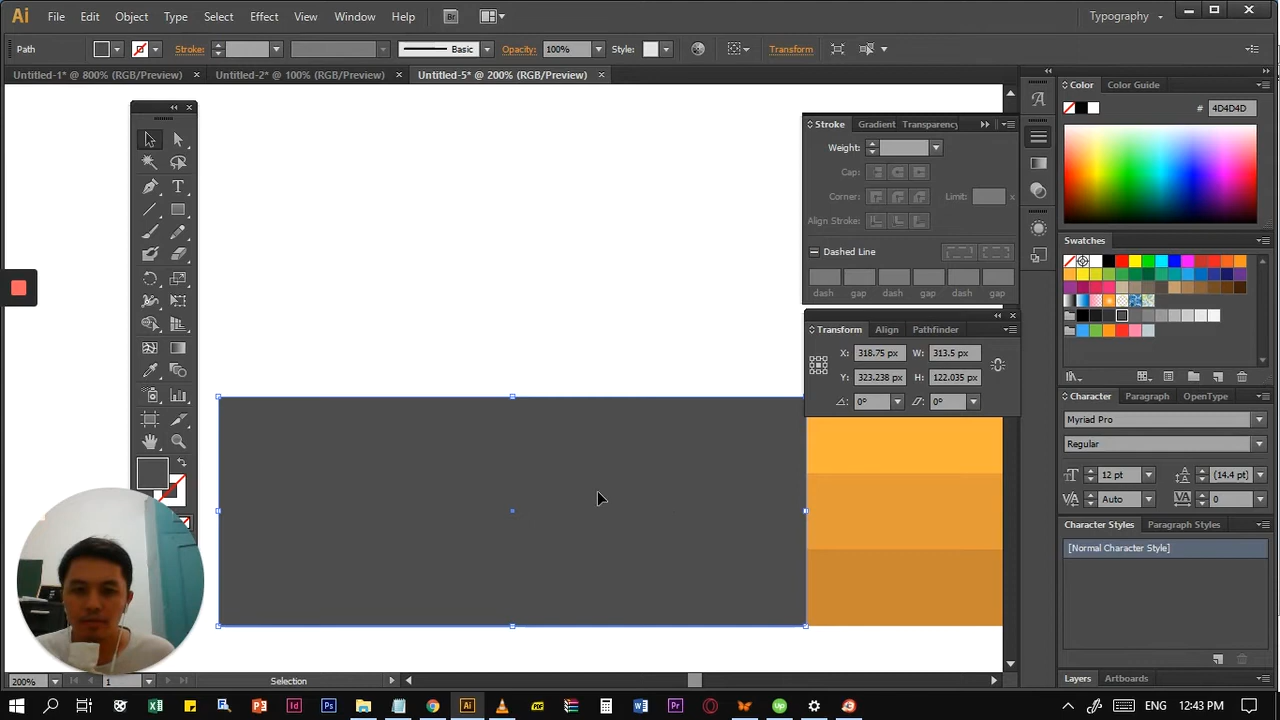 Ai File Edit Object Type Select Effect View Window Help Br Typography
Path Stroke: Basic Opacity: 100% Style: Transform
Untitled-1* @ 800% (RGB/Preview) × Untitled-2* @ 100% (RGB/Preview) × Untitled-5* @ 200% (RGB/Preview) ×
Color Color Guide
# 4D4D4D
Stroke Gradient Transparency
Weight:
Cap:
Corner: Limit: x
Align Stroke:
Dashed Line
dash gap dash gap dash gap
Swatches
Transform Align Pathfinder
X: 318.75 px W: 313.5 px
Y: 323.238 px H: 122.035 px
0° 0°
Character Paragraph OpenType
Myriad Pro
Regular
12 pt (14.4 pt)
Auto 0
Character Styles Paragraph Styles
[Normal Character Style]
Layers Artboards
200% 1 Selection
ENG 12:43 PM